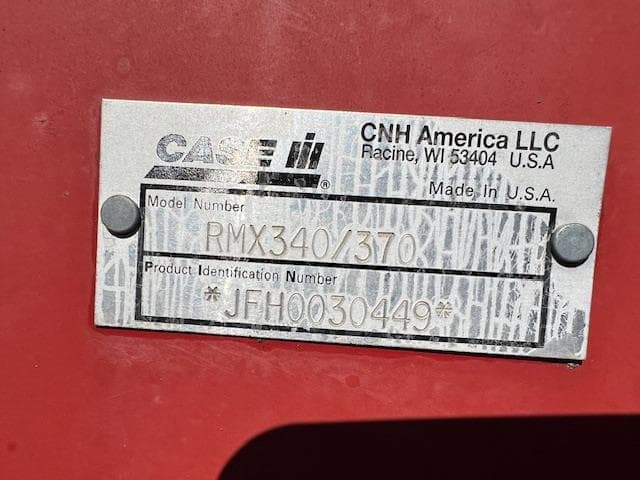 CASE IH®
CNH America LLC
Racine, WI 53404 U.S.A
Made in U.S.A.
Model Number
RMX340/370
Product Identification Number
*JFH0030449*